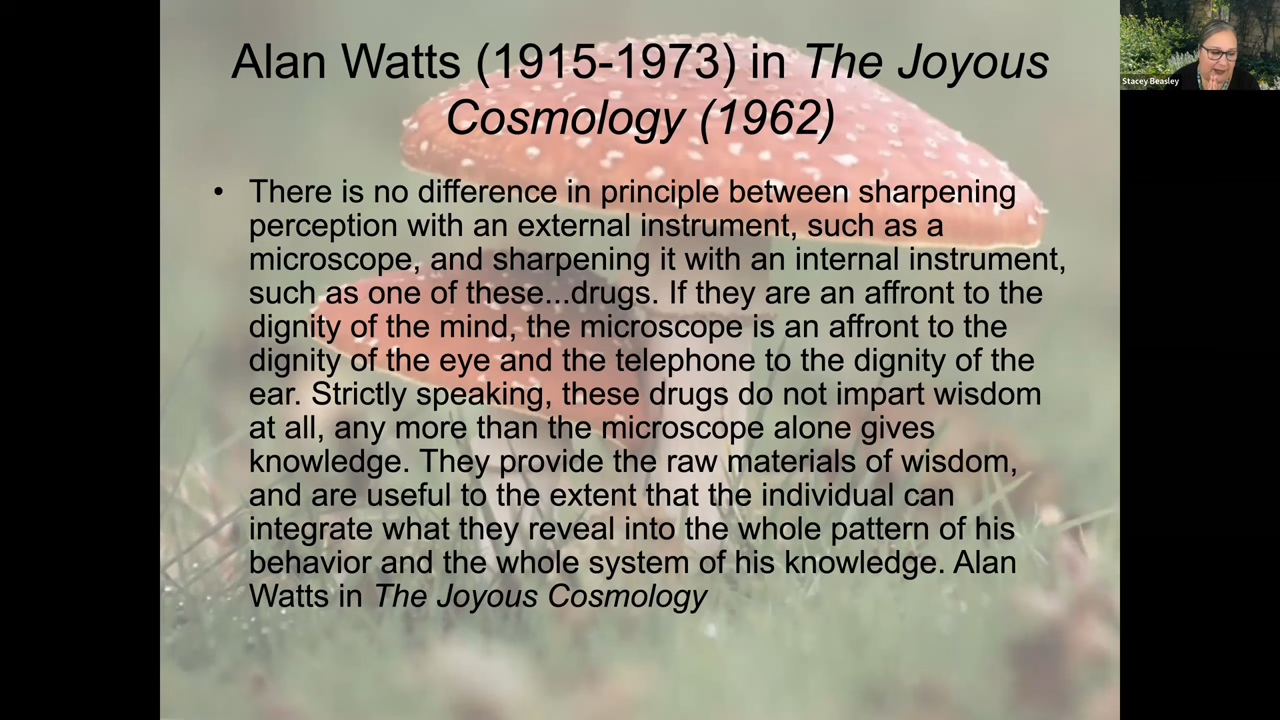 Alan Watts (1915-1973) in The Joyous
Cosmology (1962)
• There is no difference in principle between sharpening
perception with an external instrument, such as a
microscope, and sharpening it with an internal instrument,
such as one of these...drugs. If they are an affront to the
dignity of the mind, the microscope is an affront to the
dignity of the eye and the telephone to the dignity of the
ear. Strictly speaking, these drugs do not impart wisdom
at all, any more than the microscope alone gives
knowledge. They provide the raw materials of wisdom,
and are useful to the extent that the individual can
integrate what they reveal into the whole pattern of his
behavior and the whole system of his knowledge. Alan
Watts in The Joyous Cosmology
Stacey Beasley